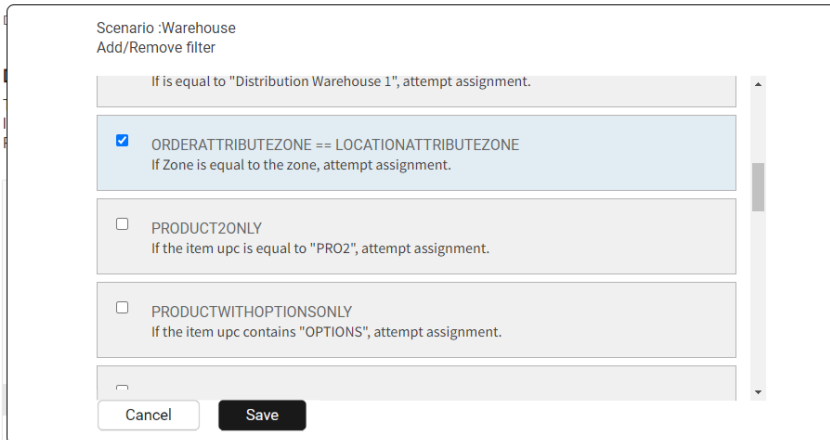 Scenario :Warehouse
Add/Remove filter
If is equal to "Distribution Warehouse 1", attempt assignment.
ORDERATTRIBUTEZONE == LOCATIONATTRIBUTEZONE
If Zone is equal to the zone, attempt assignment.
PRODUCT2ONLY
If the item upc is equal to "PRO2", attempt assignment.
PRODUCTWITHOPTIONSONLY
If the item upc contains "OPTIONS", attempt assignment.
Cancel
Save